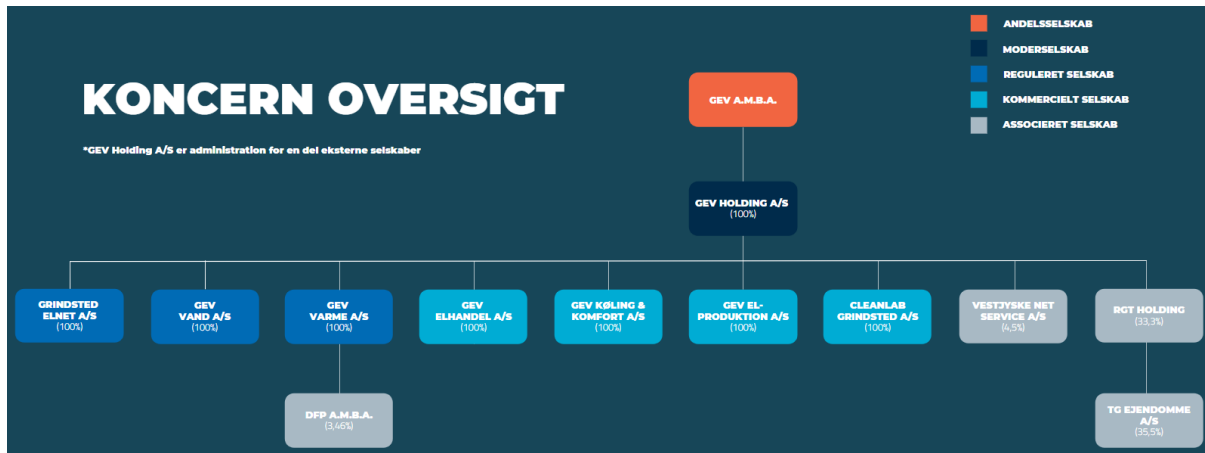 KONCERN OVERSIGT
*GEV Holding A/S er administration for en del eksterne selskaber
ANDELSSELSKAB
MODERSELSKAB
REGULERET SELSKAB
KOMMERCIELT SELSKAB
ASSOCIERET SELSKAB
GEV A.M.B.A.
GEV HOLDING A/S
(100%)
GRINDSTED
ELNET A/S
(100%)
GEV
VAND A/S
(100%)
GEV
VARME A/S
(100%)
GEV
ELHANDEL A/S
(100%)
GEV KØLING &
KOMFORT A/S
(100%)
GEV EL-
PRODUKTION A/S
(100%)
CLEANLAB
GRINDSTED A/S
(100%)
VESTJYSKE NET
SERVICE A/S
(4,5%)
RGT HOLDING
(33,3%)
DFP A.M.B.A.
(3,46%)
TG EJENDOMME
A/S
(35,5%)